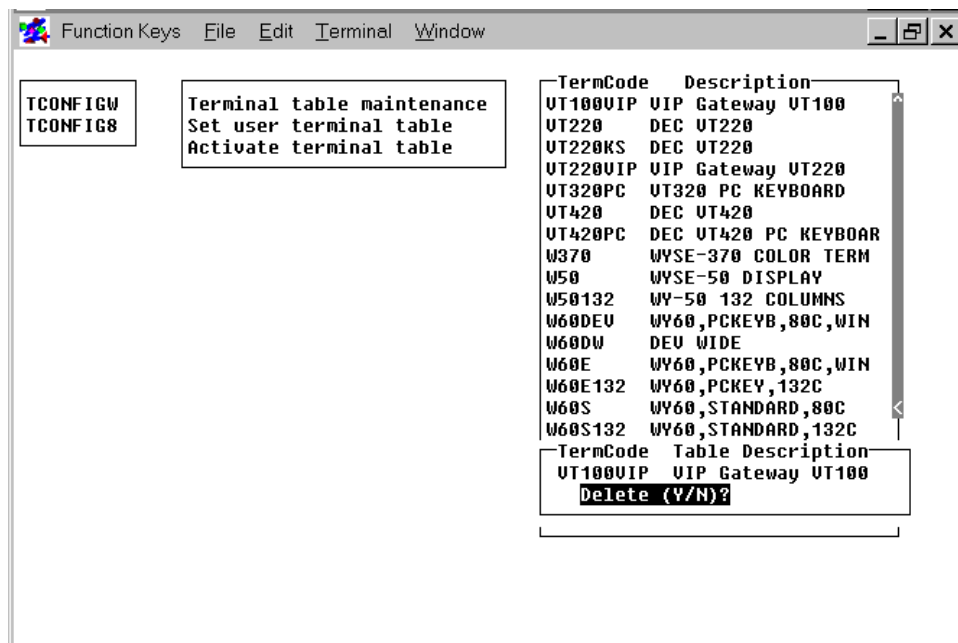 Function Keys File Edit Terminal Window
TCONFIGW
TCONFIG8
Terminal table maintenance
Set user terminal table
Activate terminal table
TermCode Description
VT100VIP VIP Gateway VT100
VT220 DEC VT220
VT220KS DEC VT220
VT220VIP VIP Gateway VT220
VT320PC VT320 PC KEYBOARD
VT420 DEC VT420
VT420PC DEC VT420 PC KEYBOAR
W370 WYSE-370 COLOR TERM
W50 WYSE-50 DISPLAY
W50132 WY-50 132 COLUMNS
W60DEV WY60,PCKEYB,80C,WIN
W60DW DEV WIDE
W60E WY60,PCKEYB,80C,WIN
W60E132 WY60,PCKEY,132C
W60S WY60,STANDARD,80C
W60S132 WY60,STANDARD,132C
TermCode Table Description
VT100VIP VIP Gateway VT100
Delete (Y/N)?